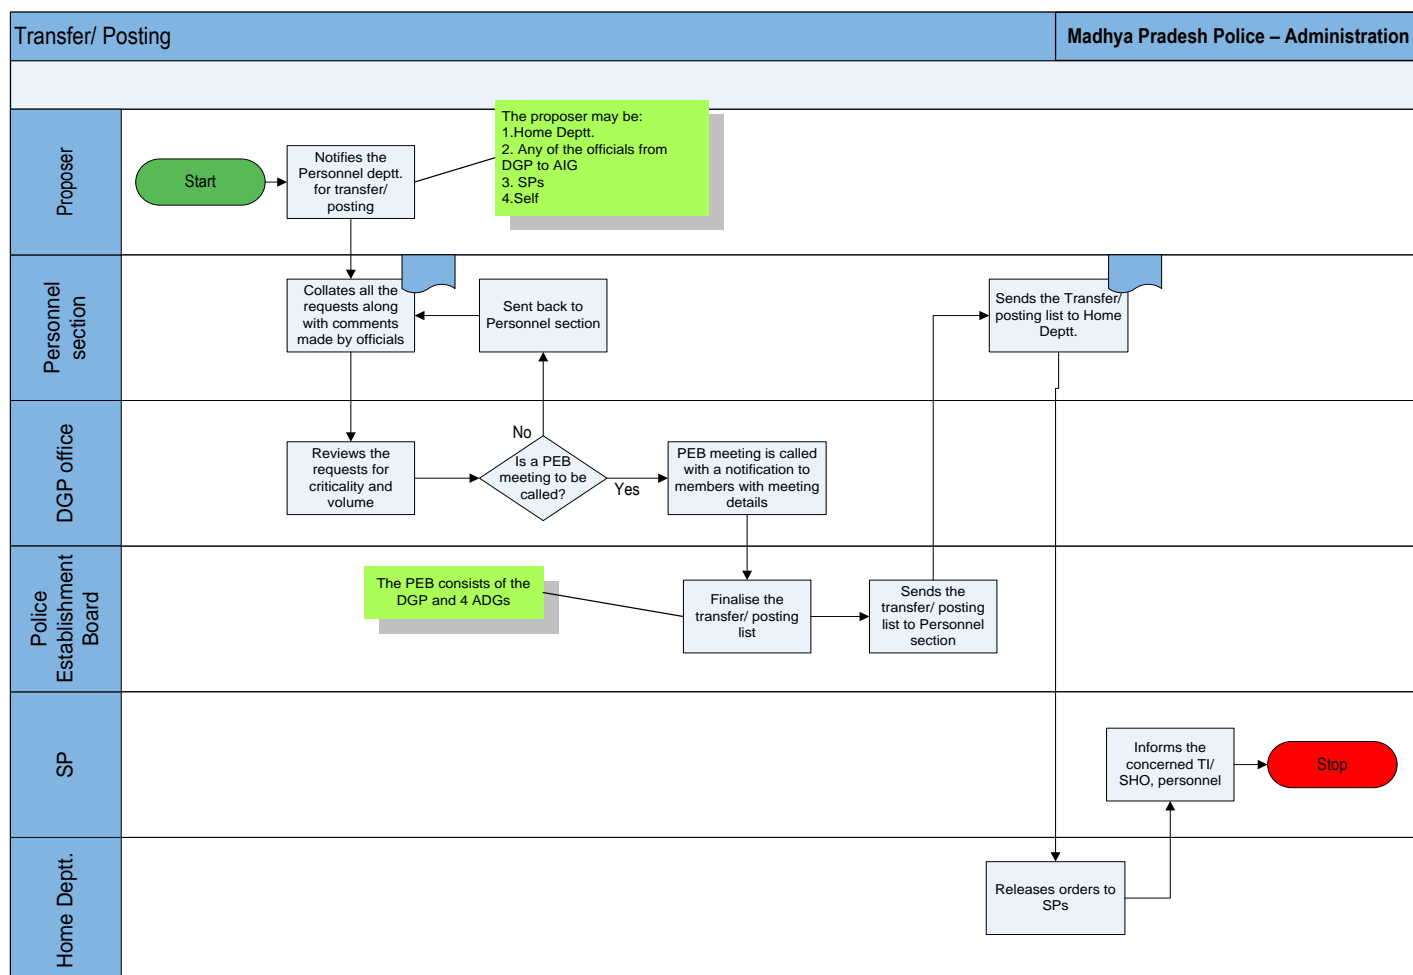 Transfer/ Posting
Madhya Pradesh Police – Administration
Proposer
Start
Notifies the
Personnel deptt.
for transfer/
posting
The proposer may be:
1.Home Deptt.
2. Any of the officials from
DGP to AIG
3. SPs
4.Self
Personnel
section
Collates all the
requests along
with comments
made by officials
Sent back to
Personnel section
Sends the Transfer/
posting list to Home
Deptt.
DGP office
Reviews the
requests for
criticality and
volume
Is a PEB
meeting to be
called?
No
Yes
PEB meeting is called
with a notification to
members with meeting
details
Police
Establishment
Board
The PEB consists of the
DGP and 4 ADGs
Finalise the
transfer/ posting
list
Sends the
transfer/ posting
list to Personnel
section
SP
Informs the
concerned TI/
SHO, personnel
Stop
Home Deptt.
Releases orders to
SPs